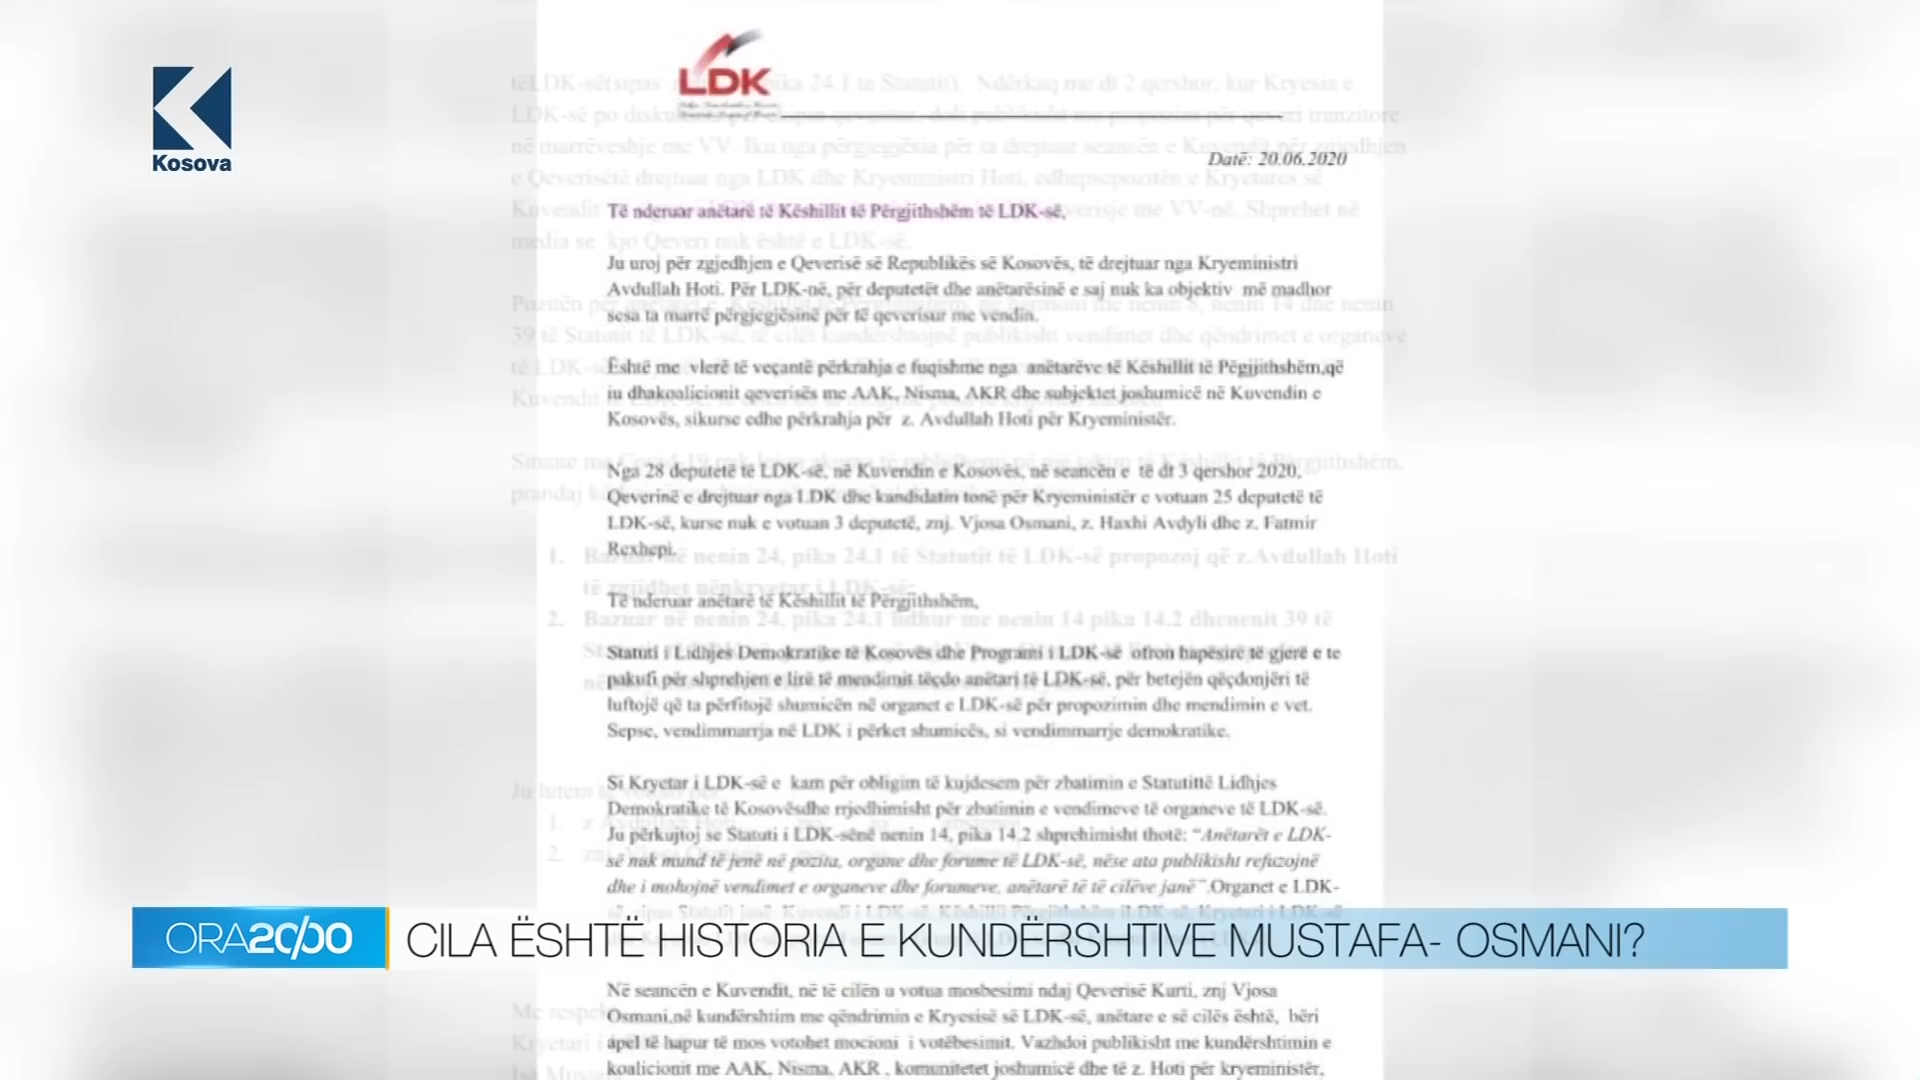 LDK
Kosova
Datë: 20.06.2020
Të nderuar anëtarë të Këshillit të Përgjithshëm të LDK-së,
Ju uroj për zgjedhjen e Qeverisë së Republikës së Kosovës, të drejtuar nga Kryeministri
Avdullah Hoti. Për LDK-në, për deputetët dhe anëtarësinë e saj nuk ka objektiv më madhor
sesa ta marrë përgjegjësinë për të qeverisur me vendin.
Është me vlerë të veçantë përkrahja e fuqishme nga anëtarëve të Këshillit të Pëgjjithshëm,që
iu dhakoalicionit qeverisës me AAK, Nisma, AKR dhe subjektet joshumicë në Kuvendin e
Kosovës, sikurse edhe përkrahja për z. Avdullah Hoti për Kryeministër.
Nga 28 deputetë të LDK-së, në Kuvendin e Kosovës, në seancën e të dt 3 qershor 2020,
Qeverinë e drejtuar nga LDK dhe kandidatin tonë për Kryeministër e votuan 25 deputetë të
LDK-së, kurse nuk e votuan 3 deputetë, znj. Vjosa Osmani, z. Haxhi Avdyli dhe z. Fatmir
Rexhepi.
Të nderuar anëtarë të Këshillit të Përgjithshëm,
Statuti i Lidhjes Demokratike të Kosovës dhe Programi i LDK-së ofron hapësirë të gjerë e te
pakufi për shprehjen e lirë të mendimit tëçdo anëtari të LDK-së, për betejën qëçdonjëri të
luftojë që ta përfitojë shumicën në organet e LDK-së për propozimin dhe mendimin e vet.
Sepse, vendimmarrja në LDK i përket shumicës, si vendimmarrje demokratike.
Si Kryetar i LDK-së e kam për obligim të kujdesem për zbatimin e Statutittë Lidhjes
Demokratike të Kosovësdhe rrjedhimisht për zbatimin e vendimeve të organeve të LDK-së.
Ju përkujtoj se Statuti i LDK-sënë nenin 14, pika 14.2 shprehimisht thotë: “Anëtarët e LDK-
së nuk mund të jenë në pozita, organe dhe forume të LDK-së, nëse ata publikisht refuzojnë
dhe i mohojnë vendimet e organeve dhe forumeve, anëtarë të të cilëve janë”.Organet e LDK-
ORA20:00 CILA ËSHTË HISTORIA E KUNDËRSHTIVE MUSTAFA- OSMANI?
Në seancën e Kuvendit, në të cilën u votua mosbesimi ndaj Qeverisë Kurti, znj Vjosa
Osmani,në kundërshtim me qëndrimin e Kryesisë së LDK-së, anëtare e së cilës është, bëri
apel të hapur të mos votohet mocioni i votëbesimit. Vazhdoi publikisht me kundërshtimin e
koalicionit me AAK, Nisma, AKR , komunitetet joshumicë dhe të z. Hoti për kryeministër,